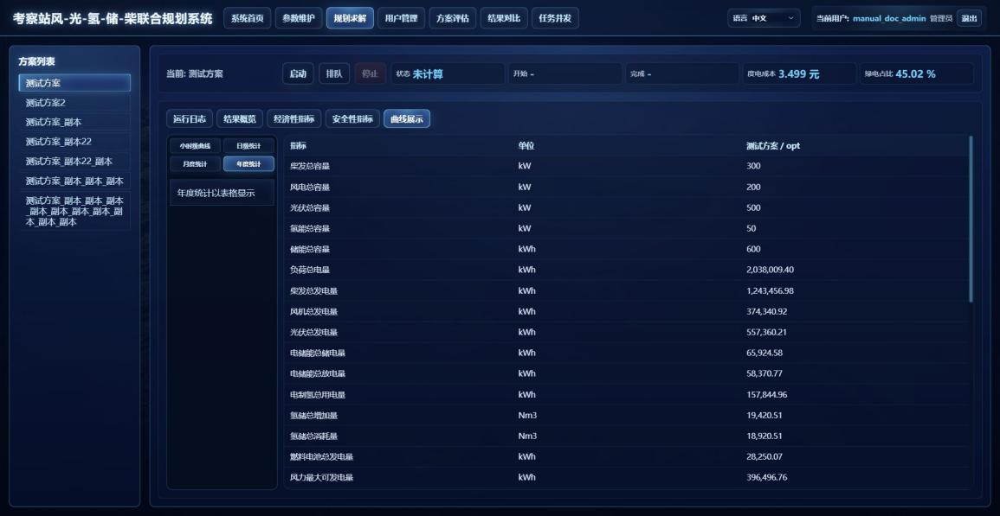 考察站风-光-氢-储-柴联合规划系统 系统首页 参数维护 规划求解 用户管理 方案评估 结果对比 任务并发 语言 中文 当前用户: manual_doc_admin 管理员 退出
方案列表
测试方案
测试方案2
测试方案_副本
测试方案_副本22
测试方案_副本22_副本
测试方案_副本_副本_副本
测试方案_副本_副本_副本
_副本_副本_副本_副本_副
本_副本_副本
当前: 测试方案 启动 排队 停止 状态 未计算 开始 - 完成 - 度电成本 3.499 元 绿电占比 45.02 %
运行日志 结果概览 经济性指标 安全性指标 曲线展示
小时级曲线 日级统计
月度统计 年度统计
年度统计以表格显示
指标 单位 测试方案 / opt
柴发总容量 kW 300
风电总容量 kW 200
光伏总容量 kW 500
氢能总容量 kW 50
储能总容量 kWh 600
负荷总电量 kWh 2,038,009.40
柴发总发电量 kWh 1,243,456.98
风机总发电量 kWh 374,340.92
光伏总发电量 kWh 557,360.21
电储能总储电量 kWh 65,924.58
电储能总放电量 kWh 58,370.77
电制氢总用电量 kWh 157,844.96
氢储总增加量 Nm3 19,420.51
氢储总消耗量 Nm3 18,920.51
燃料电池总发电量 kWh 28,250.07
风力最大可发电量 kWh 396,496.76